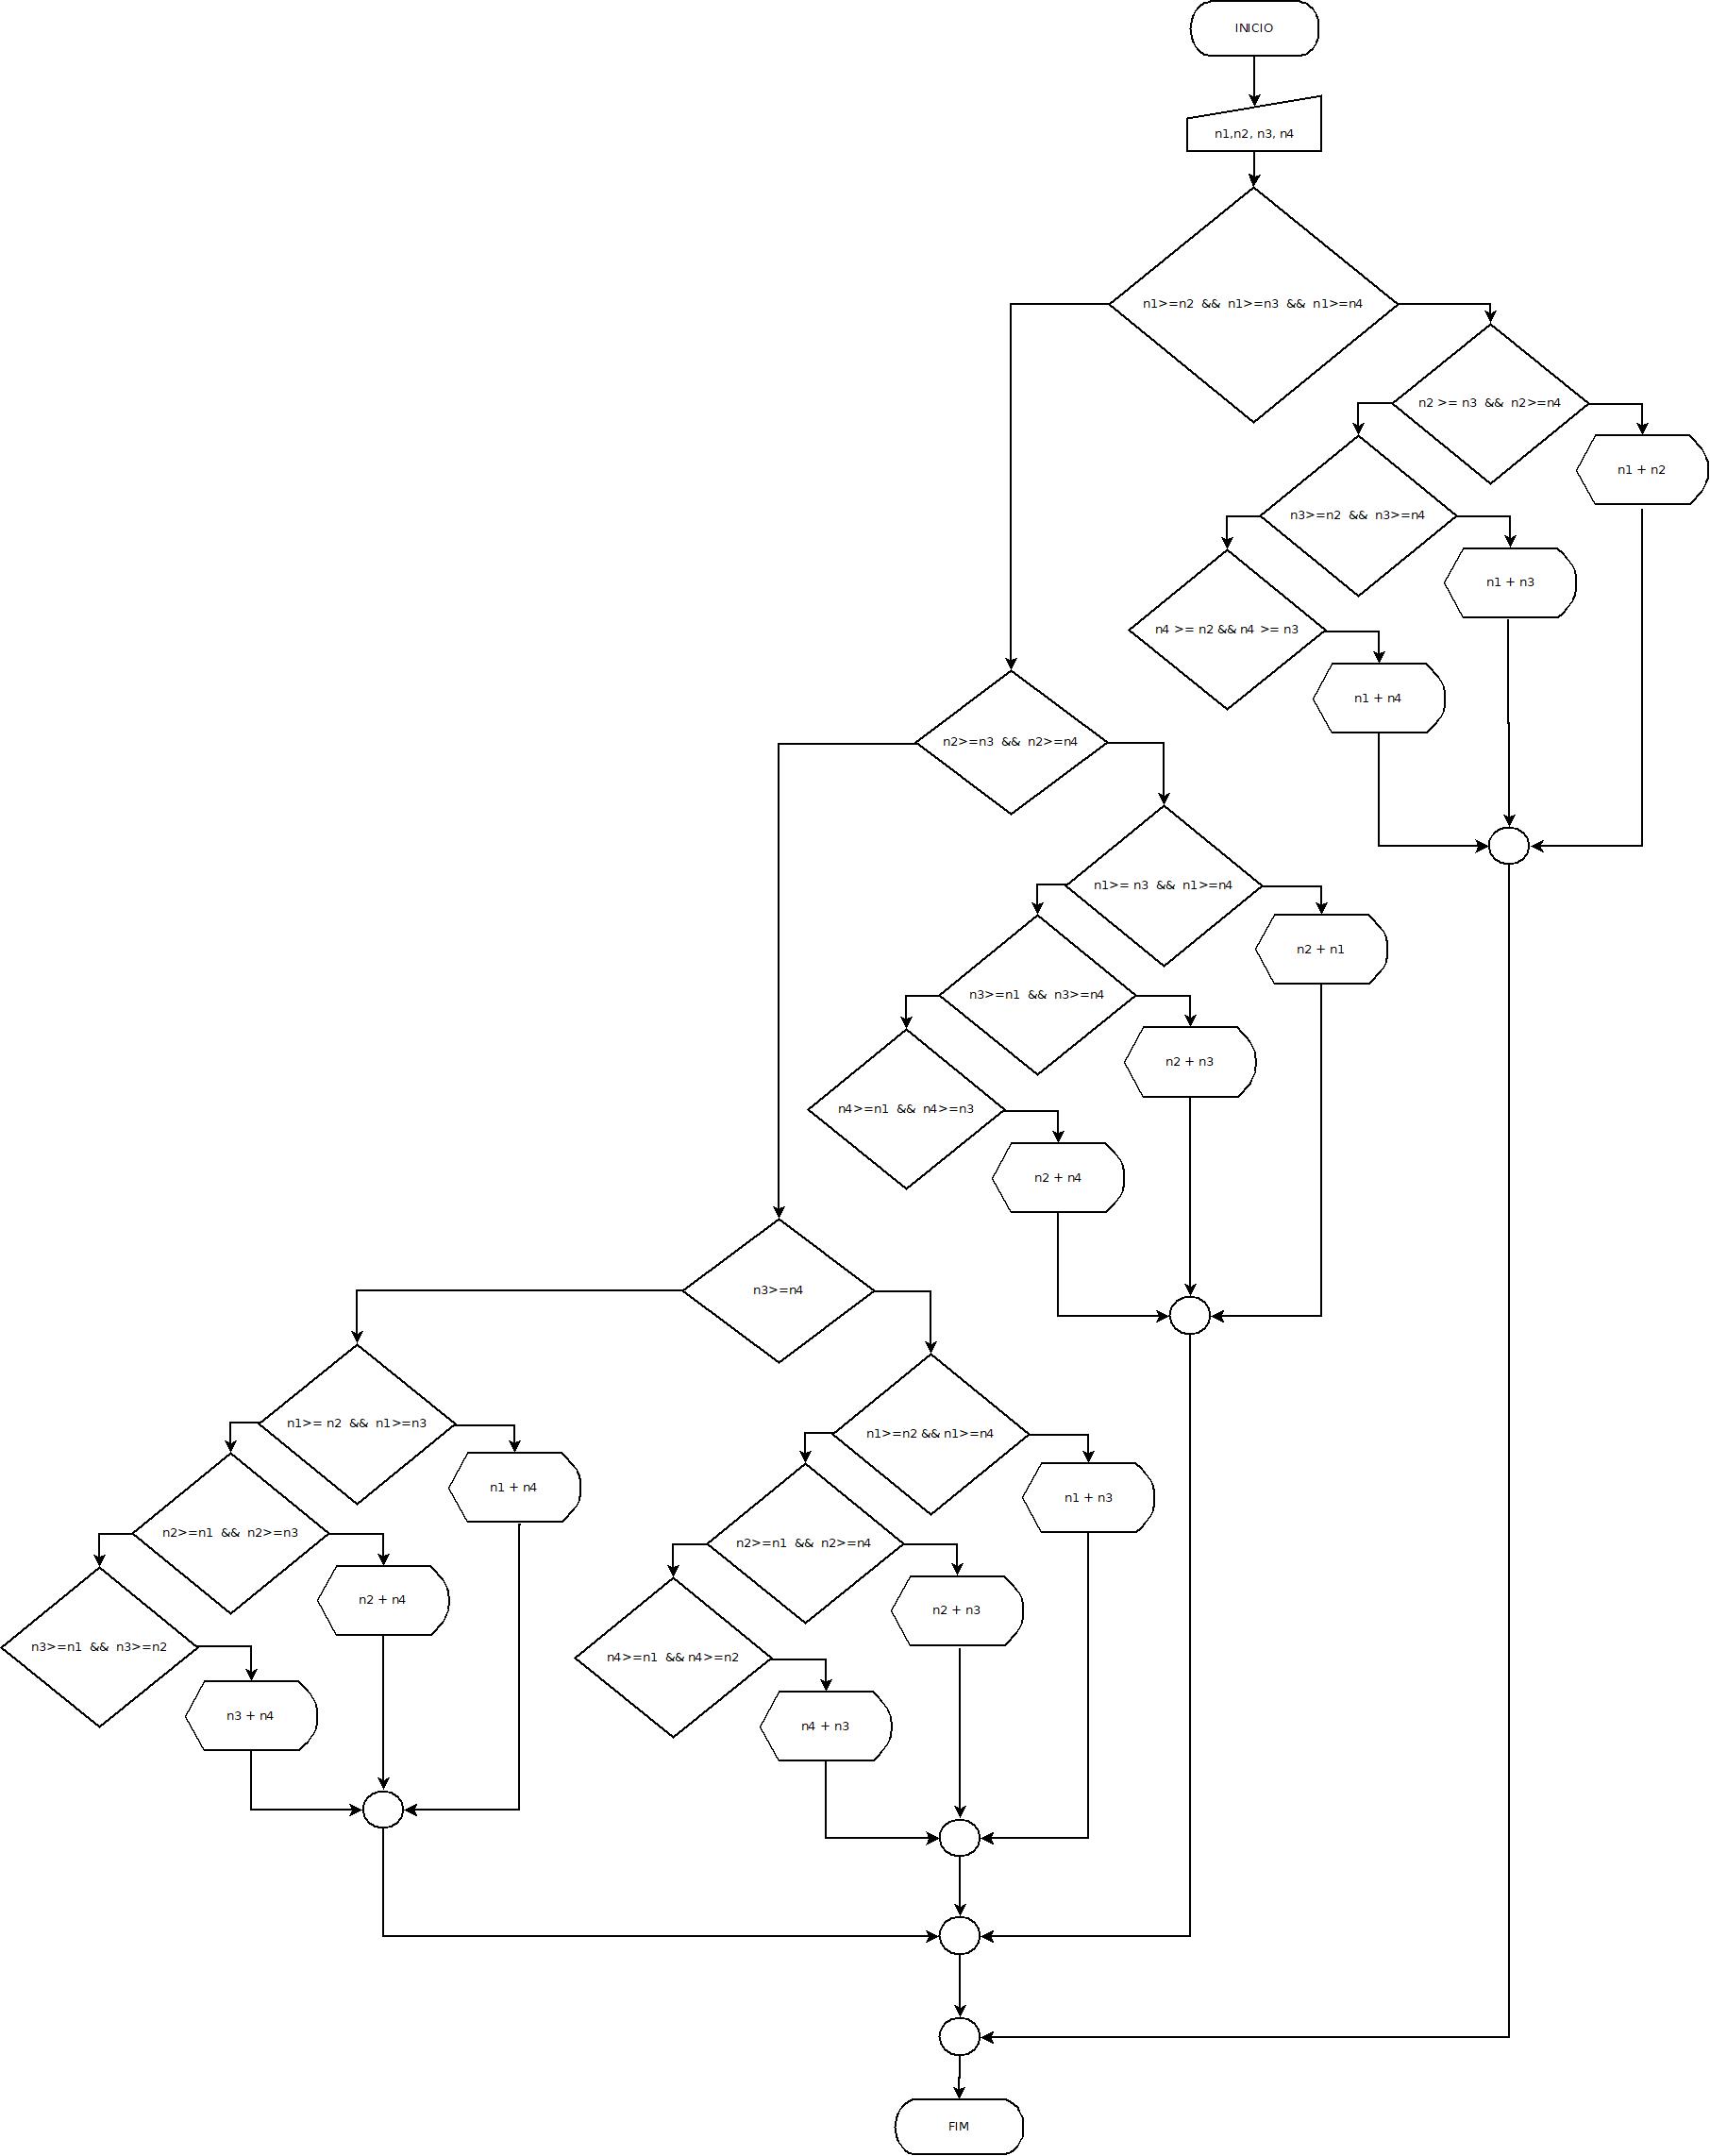 INICIO
n1,n2, n3, n4
n1>=n2 && n1>=n3 && n1>=n4
n2 >= n3 && n2>=n4
n1 + n2
n3>=n2 && n3>=n4
n1 + n3
n4 >= n2 && n4 >= n3
n1 + n4
n2>=n3 && n2>=n4
n1>= n3 && n1>=n4
n2 + n1
n3>=n1 && n3>=n4
n2 + n3
n4>=n1 && n4>=n3
n2 + n4
n3>=n4
n1>= n2 && n1>=n3
n1>=n2 && n1>=n4
n1 + n4
n1 + n3
n2>=n1 && n2>=n3
n2>=n1 && n2>=n4
n2 + n4
n2 + n3
n3>=n1 && n3>=n2
n4>=n1 && n4>=n2
n3 + n4
n4 + n3
FIM